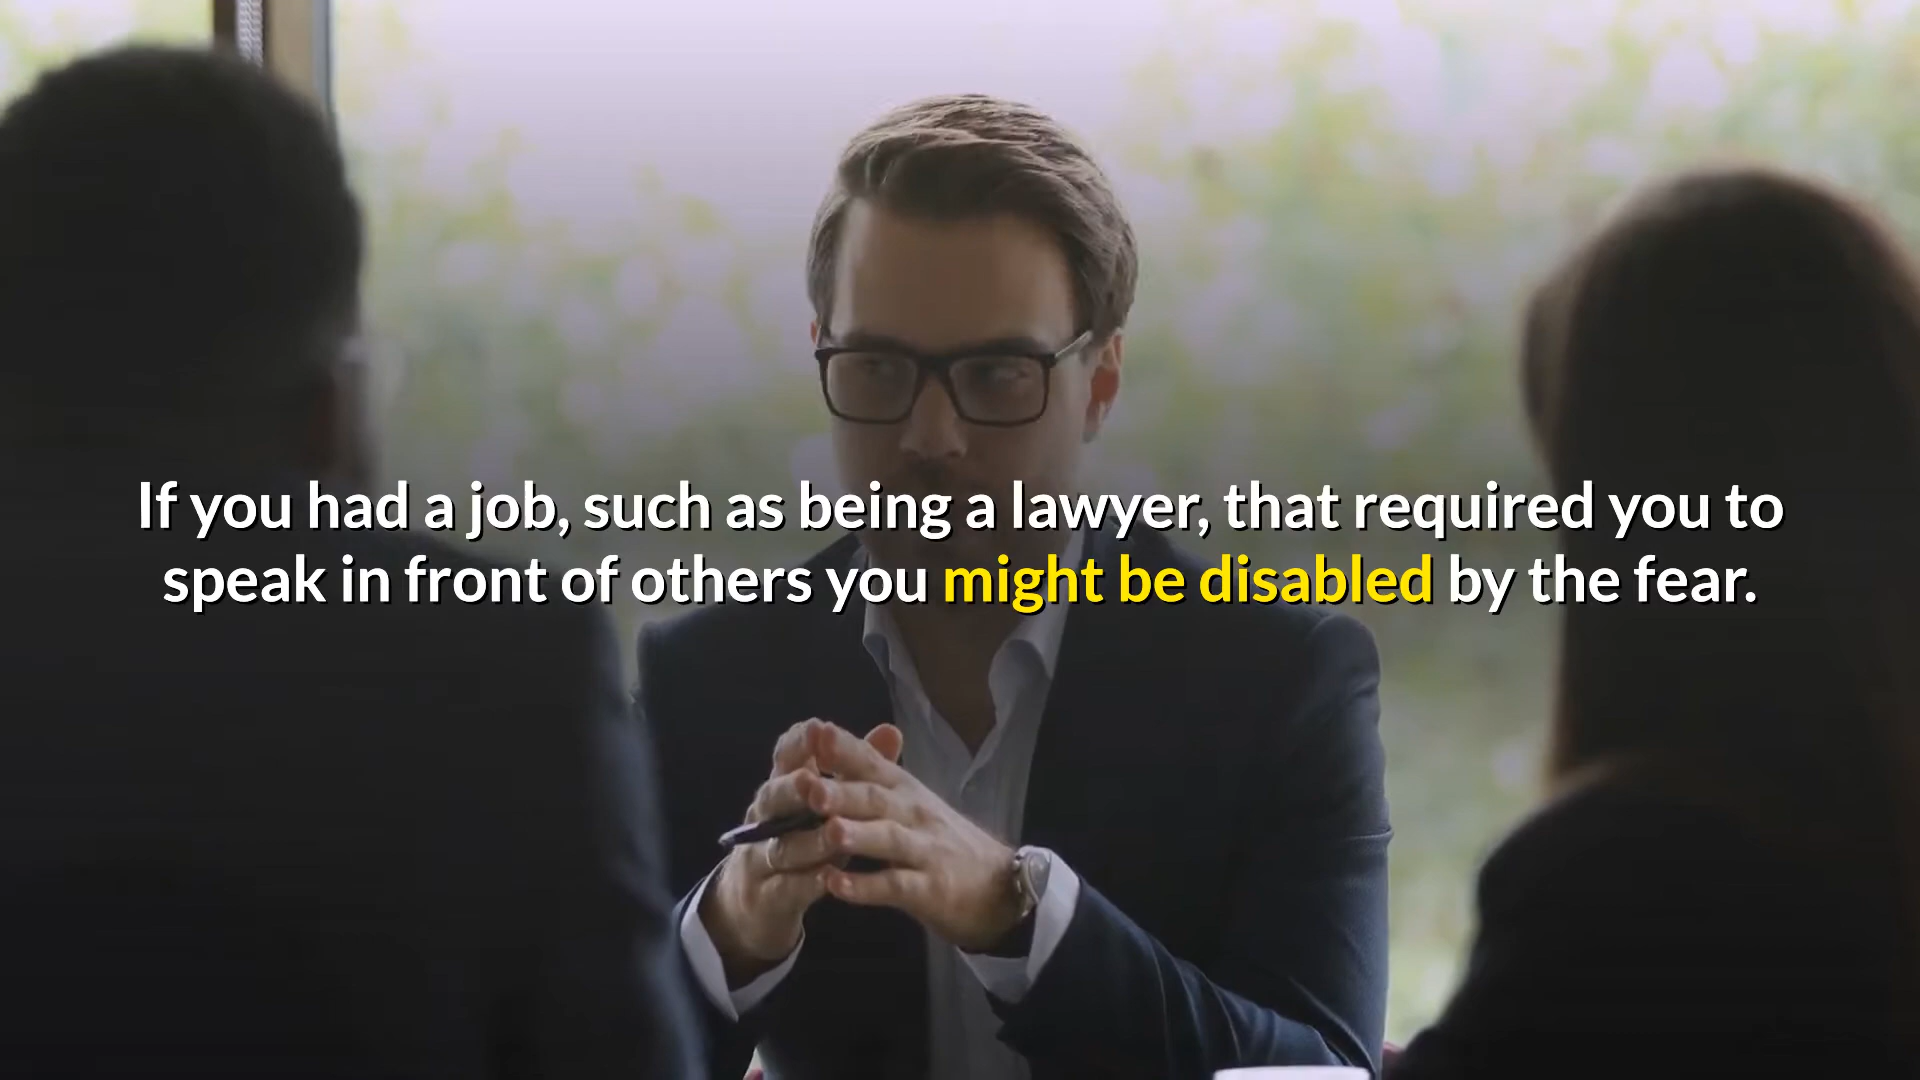 If you had a job, such as being a lawyer, that required you to
speak in front of others you might be disabled by the fear.